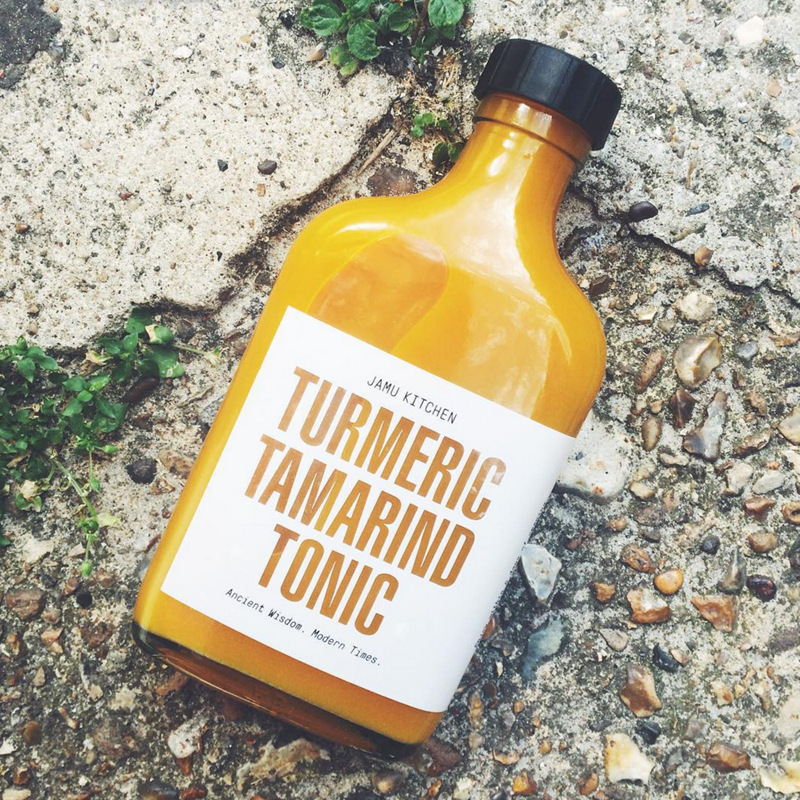 JAMU KITCHEN
TURMERIC
TAMARIND
TONIC
Ancient Wisdom. Modern Times.